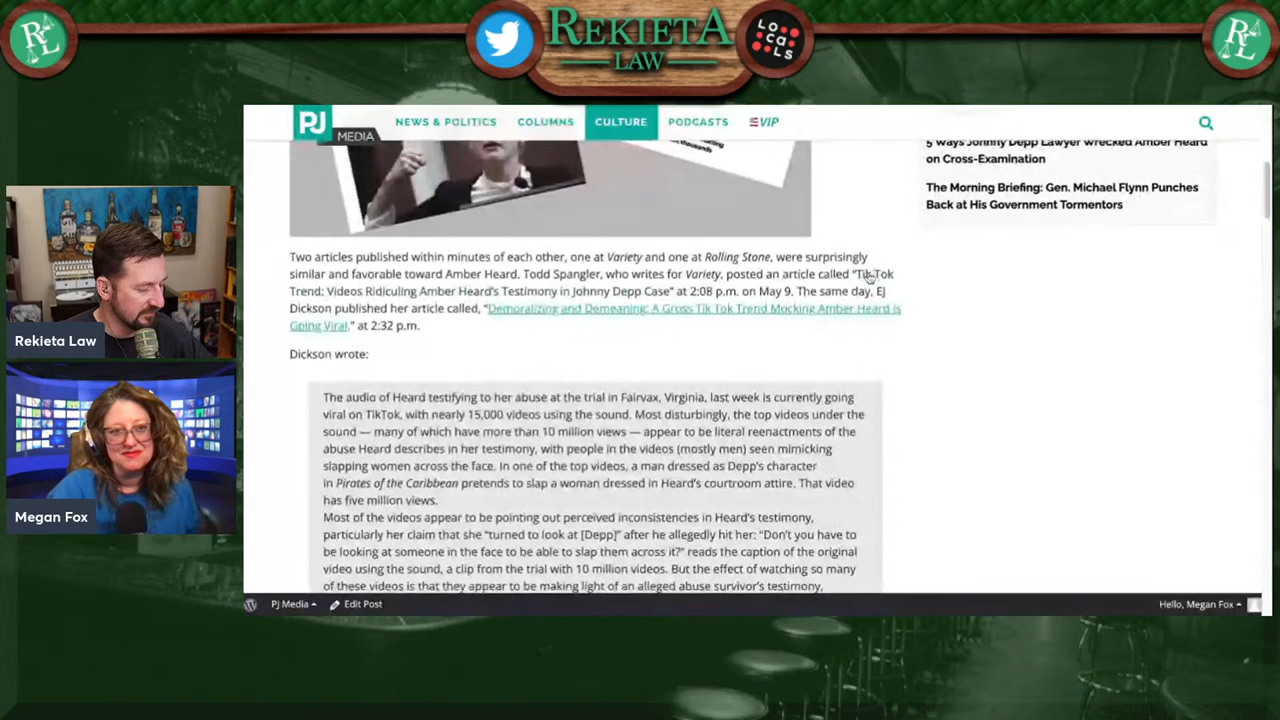 REKIETA
LAW
LOcaLS
RL
RL
PJ
MEDIA
NEWS & POLITICS
COLUMNS
CULTURE
PODCASTS
VIP
5 Ways Johnny Depp Lawyer Wrecked Amber Heard
on Cross-Examination
The Morning Briefing: Gen. Michael Flynn Punches
Back at His Government Tormentors
thousands
Two articles published within minutes of each other, one at Variety and one at Rolling Stone, were surprisingly
similar and favorable toward Amber Heard. Todd Spangler, who writes for Variety, posted an article called “TikTok
Trend: Videos Ridiculing Amber Heard's Testimony in Johnny Depp Case” at 2:08 p.m. on May 9. The same day, EJ
Dickson published her article called, “Demoralizing and Demeaning: A Gross Tik Tok Trend Mocking Amber Heard is
Going Viral,” at 2:32 p.m.
Dickson wrote:
The audio of Heard testifying to her abuse at the trial in Fairvax, Virginia, last week is currently going
viral on TikTok, with nearly 15,000 videos using the sound. Most disturbingly, the top videos under the
sound — many of which have more than 10 million views — appear to be literal reenactments of the
abuse Heard describes in her testimony, with people in the videos (mostly men) seen mimicking
slapping women across the face. In one of the top videos, a man dressed as Depp's character
in Pirates of the Caribbean pretends to slap a woman dressed in Heard's courtroom attire. That video
has five million views.
Most of the videos appear to be pointing out perceived inconsistencies in Heard's testimony,
particularly her claim that she “turned to look at [Depp]” after he allegedly hit her: “Don't you have to
be looking at someone in the face to be able to slap them across it?” reads the caption of the original
video using the sound, a clip from the trial with 10 million videos. But the effect of watching so many
of these videos is that they appear to be making light of an alleged abuse survivor's testimony,
Rekieta Law
Megan Fox
PJ Media
Edit Post
Hello, Megan Fox